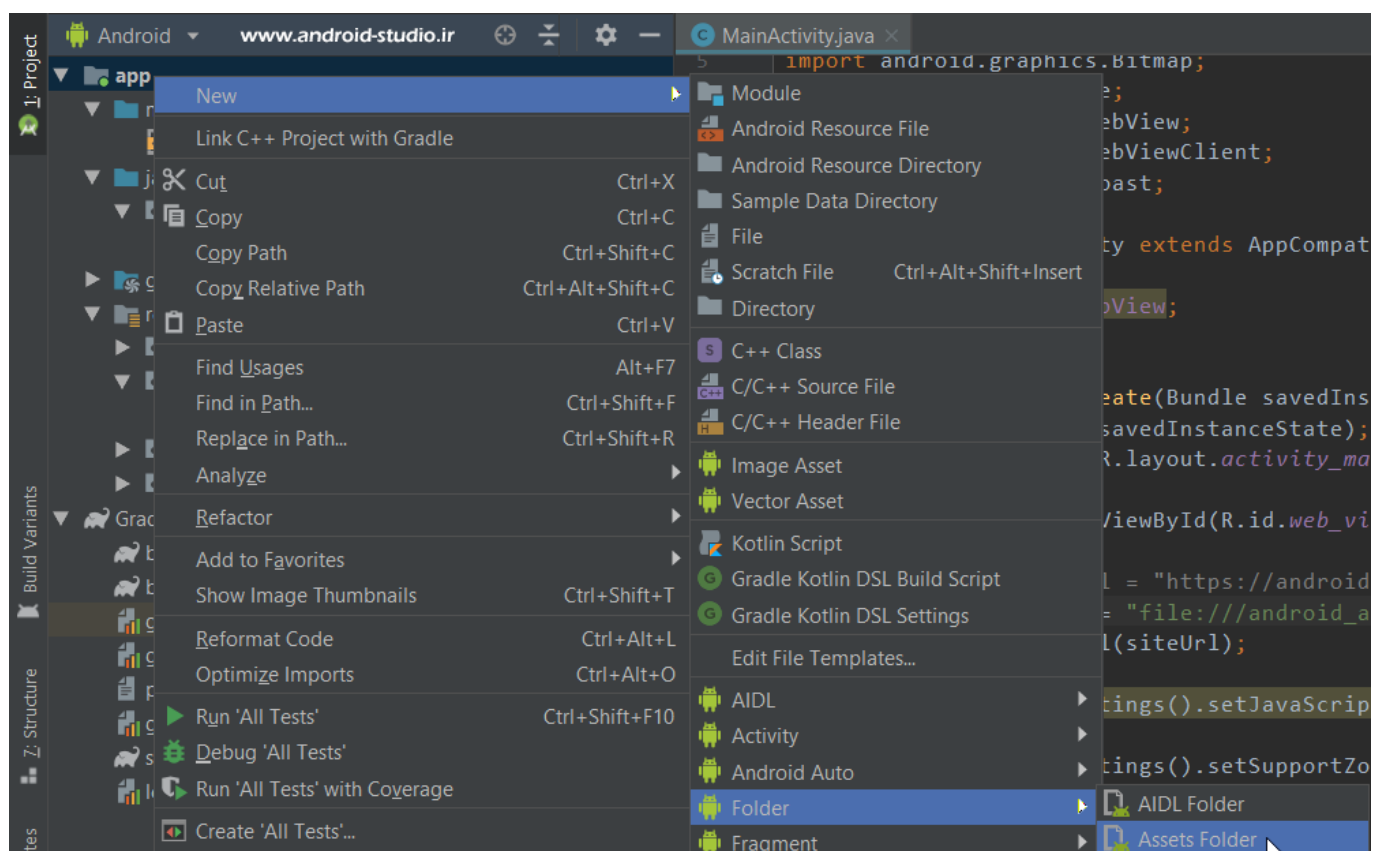 Android www.android-studio.ir
MainActivity.java
1: Project
Build Variants
7: Structure
app
Grad
New
Link C++ Project with Gradle
Cut Ctrl+X
Copy Ctrl+C
Copy Path Ctrl+Shift+C
Copy Relative Path Ctrl+Alt+Shift+C
Paste Ctrl+V
Find Usages Alt+F7
Find in Path... Ctrl+Shift+F
Replace in Path... Ctrl+Shift+R
Analyze
Refactor
Add to Favorites
Show Image Thumbnails Ctrl+Shift+T
Reformat Code Ctrl+Alt+L
Optimize Imports Ctrl+Alt+O
Run 'All Tests' Ctrl+Shift+F10
Debug 'All Tests'
Run 'All Tests' with Coverage
Create 'All Tests'...
Module
Android Resource File
Android Resource Directory
Sample Data Directory
File
Scratch File Ctrl+Alt+Shift+Insert
Directory
C++ Class
C/C++ Source File
C/C++ Header File
Image Asset
Vector Asset
Kotlin Script
Gradle Kotlin DSL Build Script
Gradle Kotlin DSL Settings
Edit File Templates...
AIDL
Activity
Android Auto
Folder
Fragment
AIDL Folder
Assets Folder
5 import android.graphics.Bitmap;
e;
ebView;
ebViewClient;
oast;
ty extends AppCompat
bView;
eate(Bundle savedIns
savedInstanceState);
R.layout.activity_ma
ViewById(R.id.web_vi
l = "https://android
= "file:///android_a
l(siteUrl);
tings().setJavaScrip
tings().setSupportZo